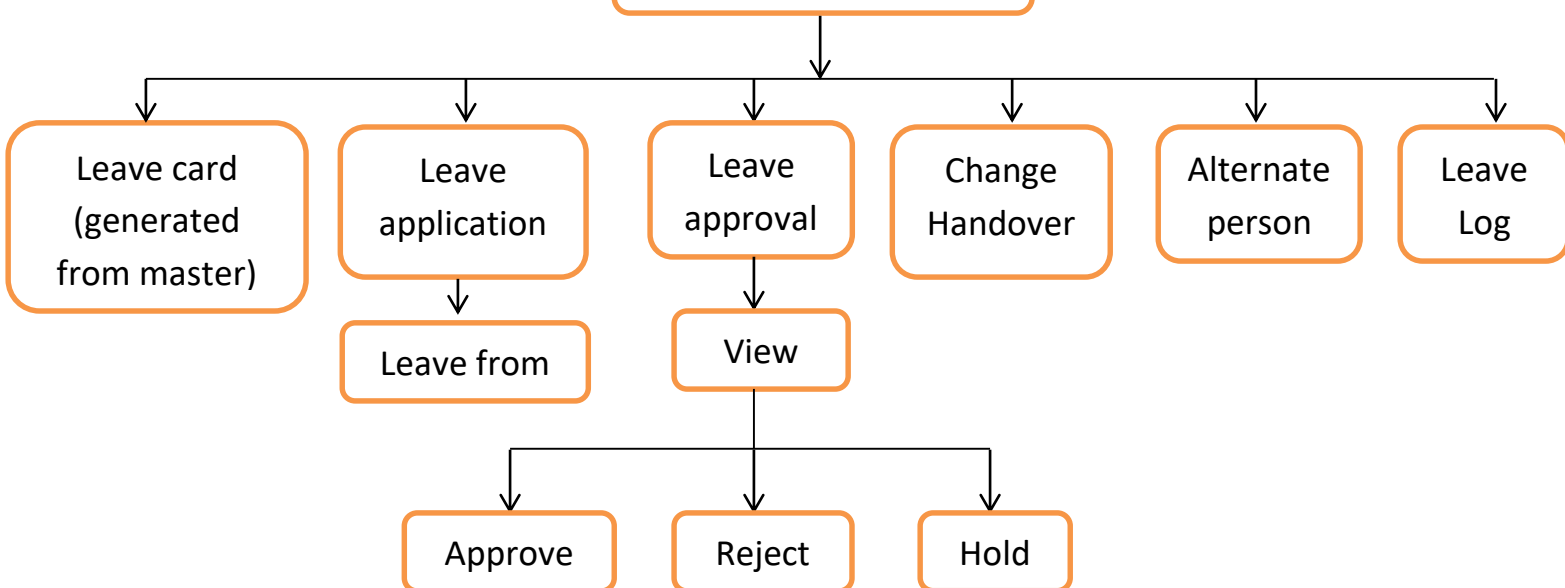 Leave card
(generated
from master)
Leave
application
Leave
approval
Change
Handover
Alternate
person
Leave
Log
Leave from
View
Approve
Reject
Hold